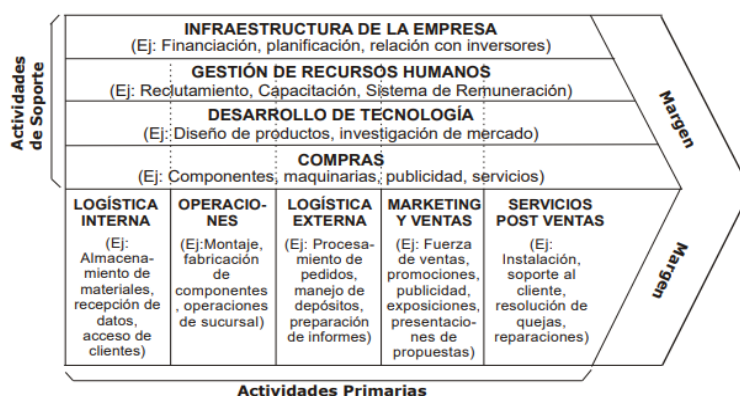 Actividades
de Soporte
INFRAESTRUCTURA DE LA EMPRESA
(Ej: Financiación, planificación, relación con inversores)
GESTIÓN DE RECURSOS HUMANOS
(Ej: Reclutamiento, Capacitación, Sistema de Remuneración)
DESARROLLO DE TECNOLOGÍA
(Ej: Diseño de productos, investigación de mercado)
COMPRAS
(Ej: Componentes, maquinarias, publicidad, servicios)
Margen
LOGÍSTICA
INTERNA
(Ej:
Almacena-
miento de
materiales,
recepción de
datos,
acceso de
clientes)
OPERACIO-
NES
(Ej:Montaje,
fabricación
de
componentes
, operaciones
de sucursal)
LOGÍSTICA
EXTERNA
(Ej: Procesa-
miento de
pedidos,
manejo de
depósitos,
preparación
de informes)
MARKETING
Y VENTAS
(Ej: Fuerza
de ventas,
promociones,
publicidad,
exposiciones,
presentacio-
nes de
propuestas)
SERVICIOS
POST VENTAS
(Ej:
Instalación,
soporte al
cliente,
resolución de
quejas,
reparaciones)
Margen
Actividades Primarias